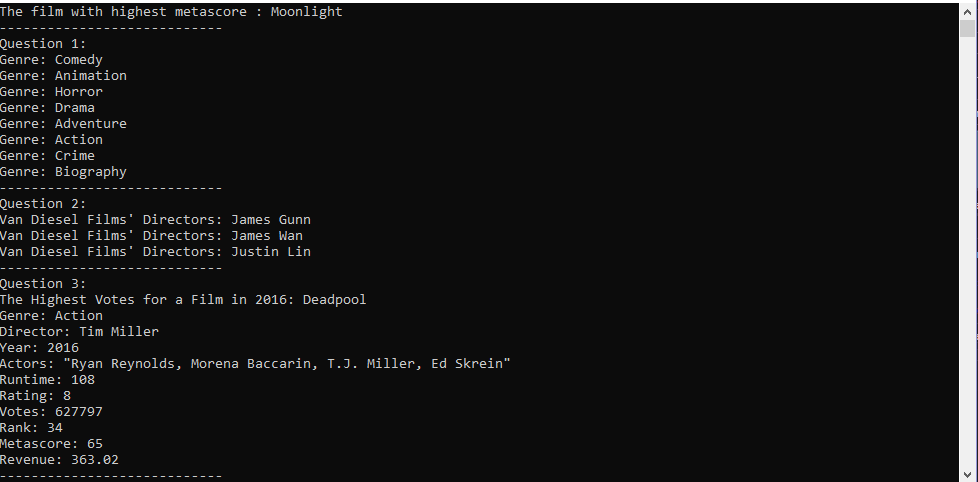 The film with highest metascore : Moonlight
----------------------------
Question 1:
Genre: Comedy
Genre: Animation
Genre: Horror
Genre: Drama
Genre: Adventure
Genre: Action
Genre: Crime
Genre: Biography
----------------------------
Question 2:
Van Diesel Films' Directors: James Gunn
Van Diesel Films' Directors: James Wan
Van Diesel Films' Directors: Justin Lin
----------------------------
Question 3:
The Highest Votes for a Film in 2016: Deadpool
Genre: Action
Director: Tim Miller
Year: 2016
Actors: "Ryan Reynolds, Morena Baccarin, T.J. Miller, Ed Skrein"
Runtime: 108
Rating: 8
Votes: 627797
Rank: 34
Metascore: 65
Revenue: 363.02
----------------------------